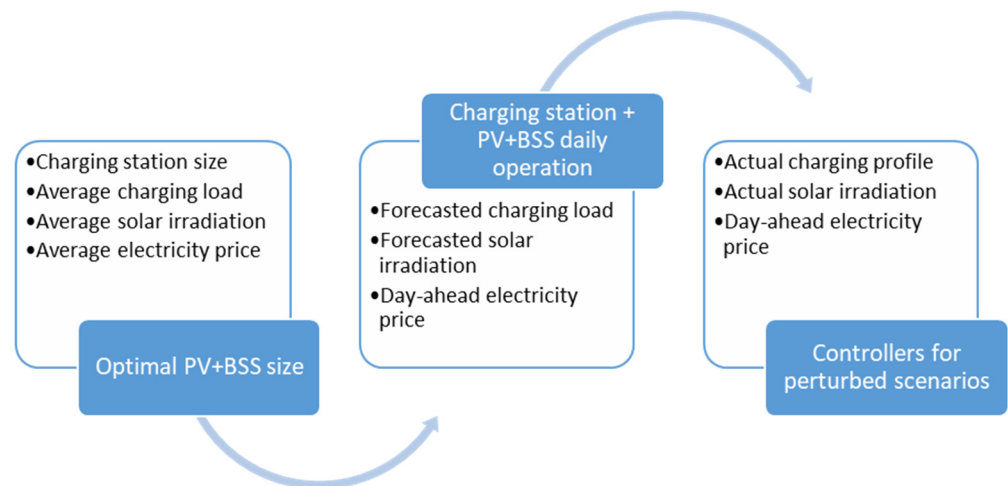 •Charging station size
•Average charging load
•Average solar irradiation
•Average electricity price
Optimal PV+BSS size
Charging station +
PV+BSS daily
operation
•Forecasted charging load
•Forecasted solar
irradiation
•Day-ahead electricity
price
•Actual charging profile
•Actual solar irradiation
•Day-ahead electricity
price
Controllers for
perturbed scenarios